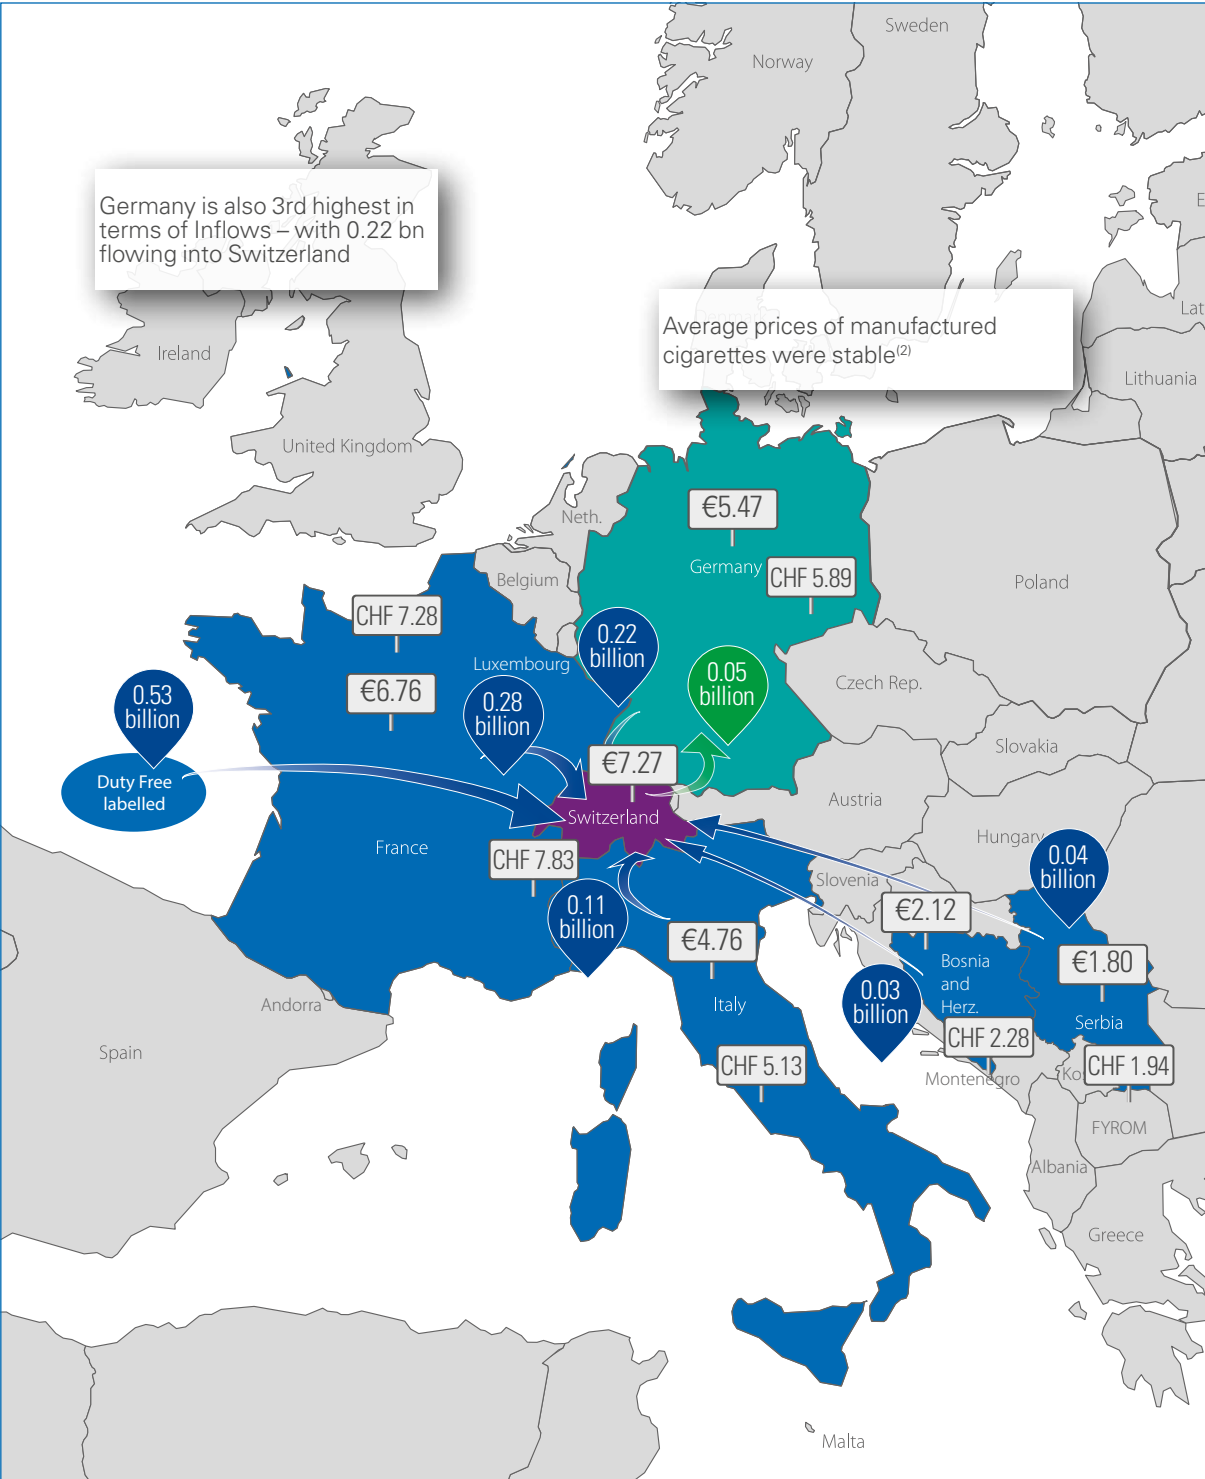 Sweden
Norway
Germany is also 3rd highest in
terms of Inflows – with 0.22 bn
flowing into Switzerland
Average prices of manufactured
cigarettes were stable(2)
Lat
Ireland
Lithuania
United Kingdom
€5.47
Neth.
Germany
CHF 5.89
Belgium
Poland
CHF 7.28
0.22
billion
Luxembourg
0.05
billion
Czech Rep.
€6.76
0.53
billion
0.28
billion
Slovakia
€7.27
Duty Free
labelled
Austria
Switzerland
Hungary
France
CHF 7.83
0.04
billion
Slovenia
0.11
billion
€2.12
€4.76
Bosnia
and
Herz.
€1.80
0.03
billion
Andorra
Italy
Serbia
Spain
CHF 2.28
CHF 5.13
CHF 1.94
Ko
Montenegro
FYROM
Albania
Greece
Malta